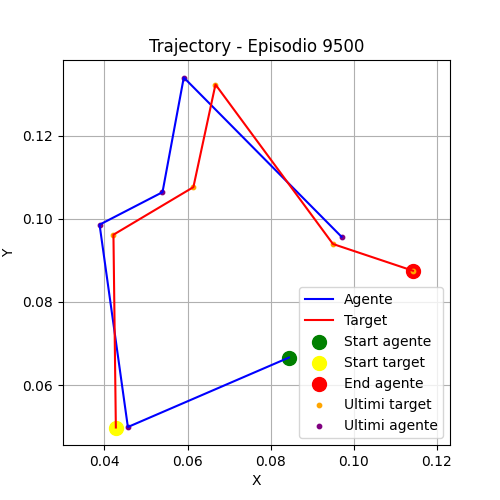 Trajectory - Episodio 9500
Y
0.12
0.10
0.08
0.06
Agente
Target
Start agente
Start target
End agente
Ultimi target
Ultimi agente
0.04
0.06
0.08
0.10
0.12
X